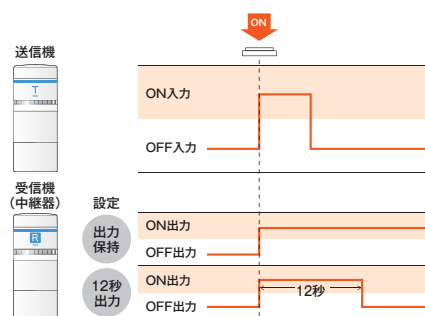 ON
送信機
T
ON入力
OFF入力
受信機
(中継器)
設定
R
出力
保持
ON出力
OFF出力
12秒
出力
ON出力
12秒
OFF出力